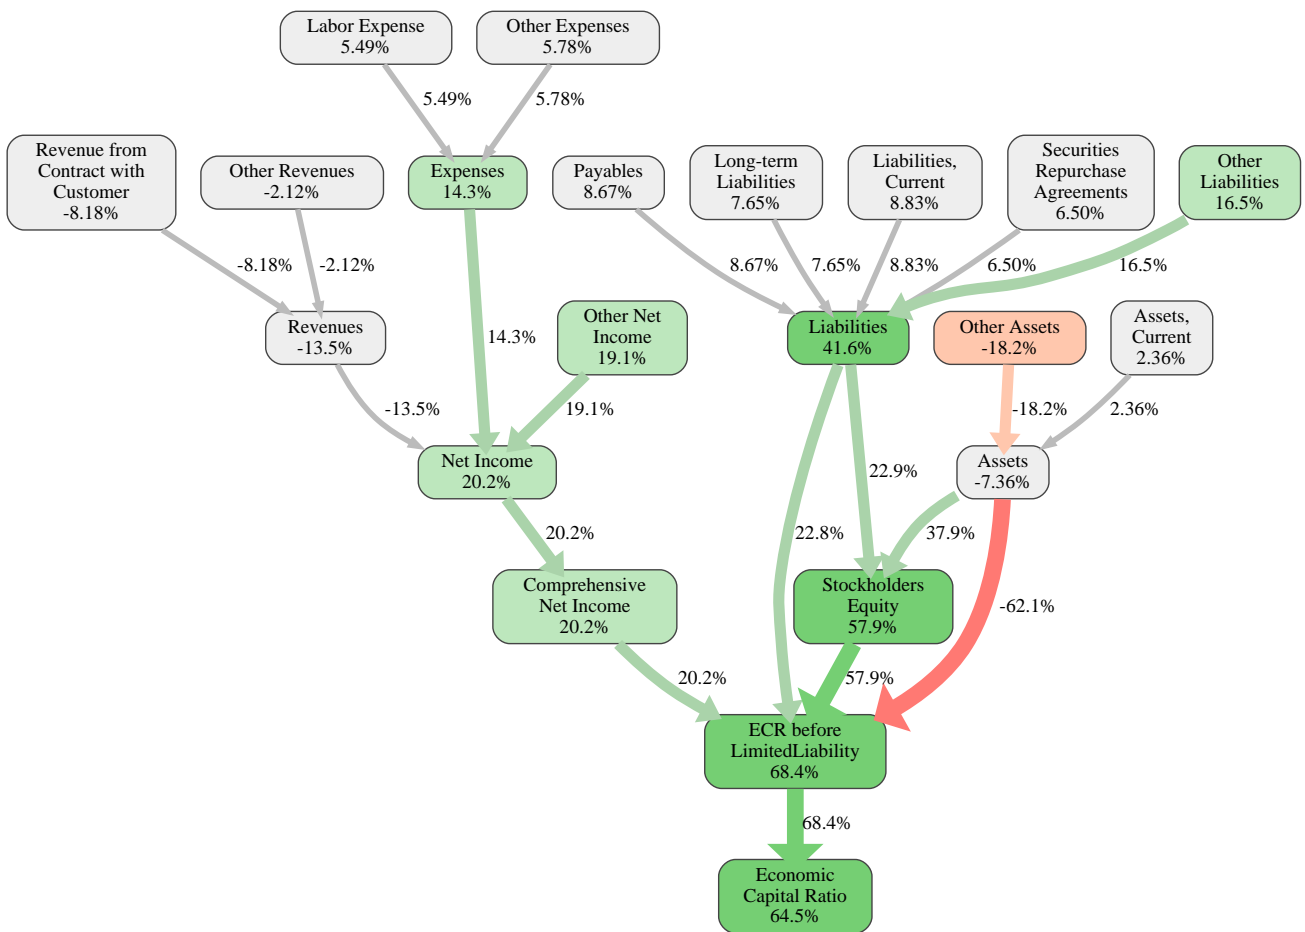 Labor Expense
5.49%
Other Expenses
5.78%
5.49%
5.78%
Revenue from
Contract with
Customer
-8.18%
Other Revenues
-2.12%
Expenses
14.3%
Payables
8.67%
Long-term
Liabilities
7.65%
Liabilities,
Current
8.83%
Securities
Repurchase
Agreements
6.50%
Other
Liabilities
16.5%
-8.18%
-2.12%
8.67%
7.65%
8.83%
6.50%
16.5%
Revenues
-13.5%
14.3%
Other Net
Income
19.1%
Liabilities
41.6%
Other Assets
-18.2%
Assets,
Current
2.36%
-13.5%
19.1%
-18.2%
2.36%
Net Income
20.2%
22.9%
Assets
-7.36%
20.2%
22.8%
37.9%
Comprehensive
Net Income
20.2%
Stockholders
Equity
57.9%
-62.1%
20.2%
57.9%
ECR before
LimitedLiability
68.4%
68.4%
Economic
Capital Ratio
64.5%